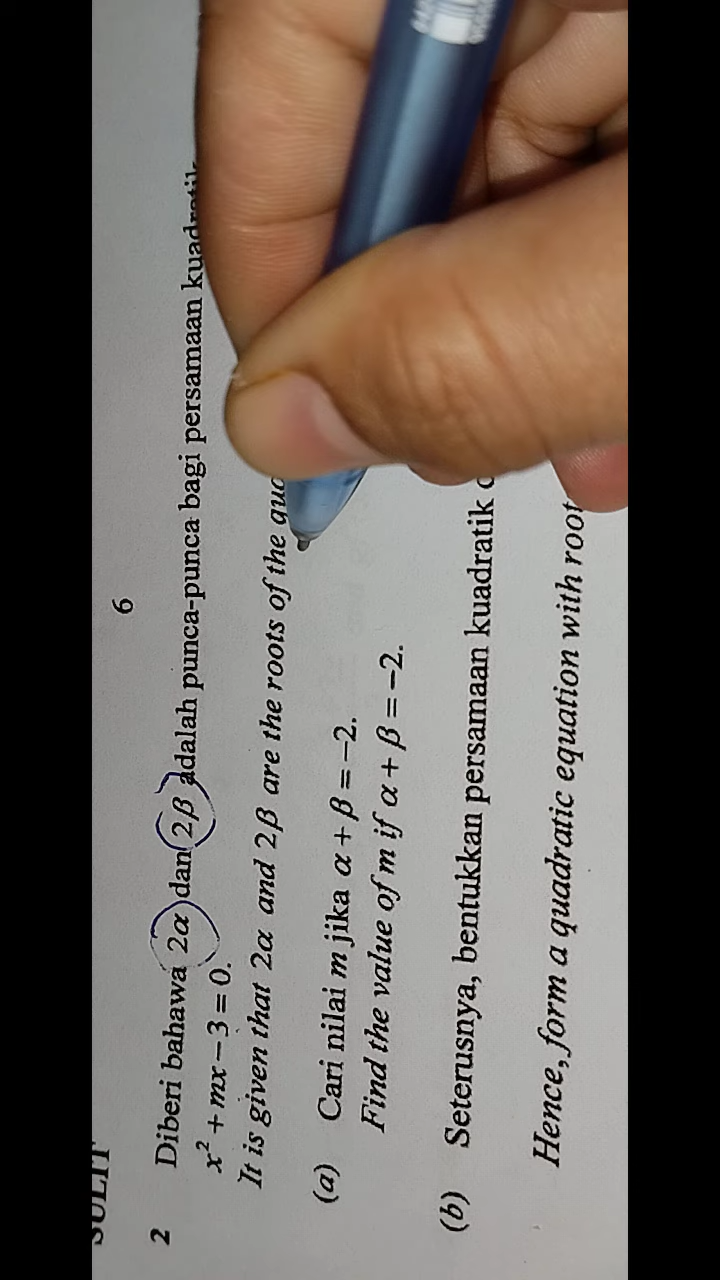 SULIT
6
2 Diberi bahawa 2α dan 2β adalah punca-punca bagi persamaan kuadratik
x² + mx − 3 = 0.
It is given that 2α and 2β are the roots of the
(a) Cari nilai m jika α + β = −2.
Find the value of m if α + β = −2.
(b) Seterusnya, bentukkan persamaan kuadratik
Hence, form a quadratic equation with